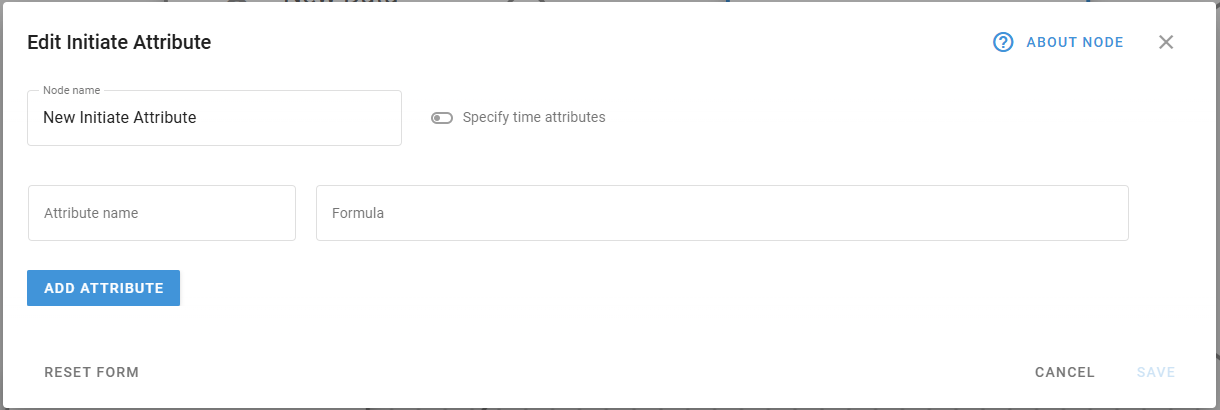 Edit Initiate Attribute
ABOUT NODE
Node name
New Initiate Attribute
Specify time attributes
Attribute name
Formula
ADD ATTRIBUTE
RESET FORM
CANCEL
SAVE